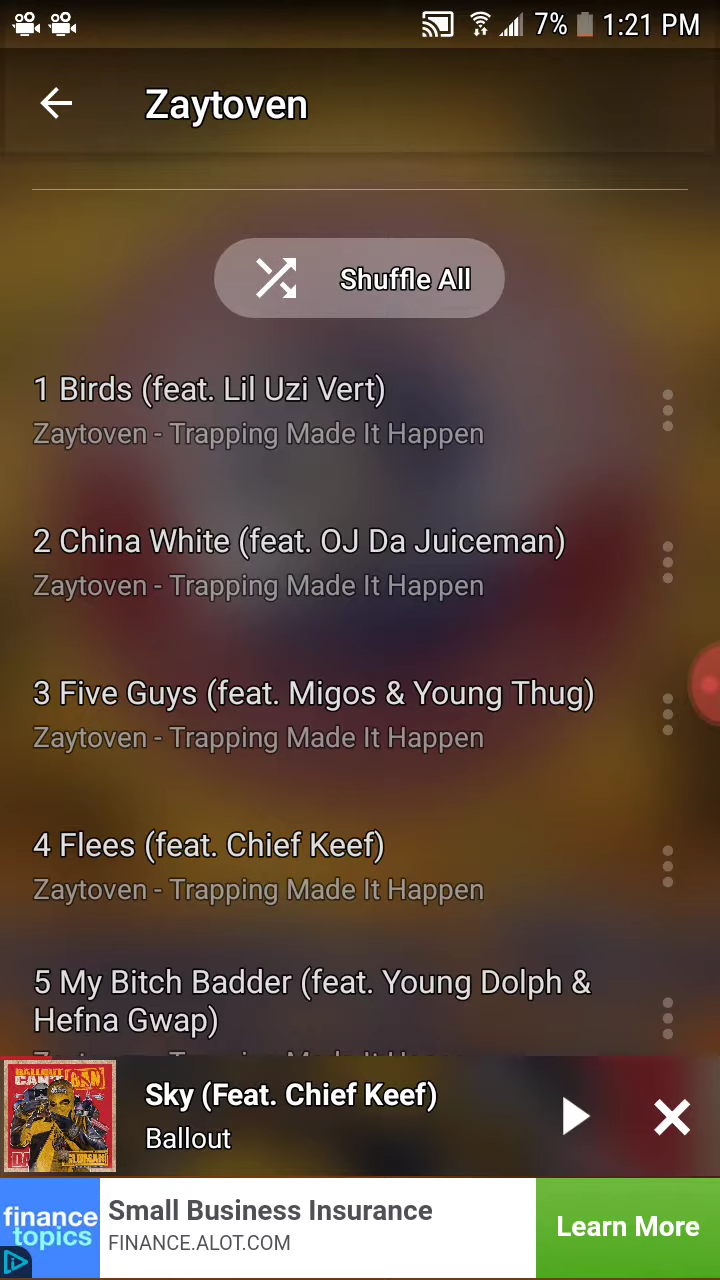 7% 1:21 PM
Zaytoven
Shuffle All
1 Birds (feat. Lil Uzi Vert)
Zaytoven - Trapping Made It Happen
2 China White (feat. OJ Da Juiceman)
Zaytoven - Trapping Made It Happen
3 Five Guys (feat. Migos & Young Thug)
Zaytoven - Trapping Made It Happen
4 Flees (feat. Chief Keef)
Zaytoven - Trapping Made It Happen
5 My Bitch Badder (feat. Young Dolph &
Hefna Gwap)
Sky (Feat. Chief Keef)
Ballout
finance
topics
Small Business Insurance
FINANCE.ALOT.COM
Learn More